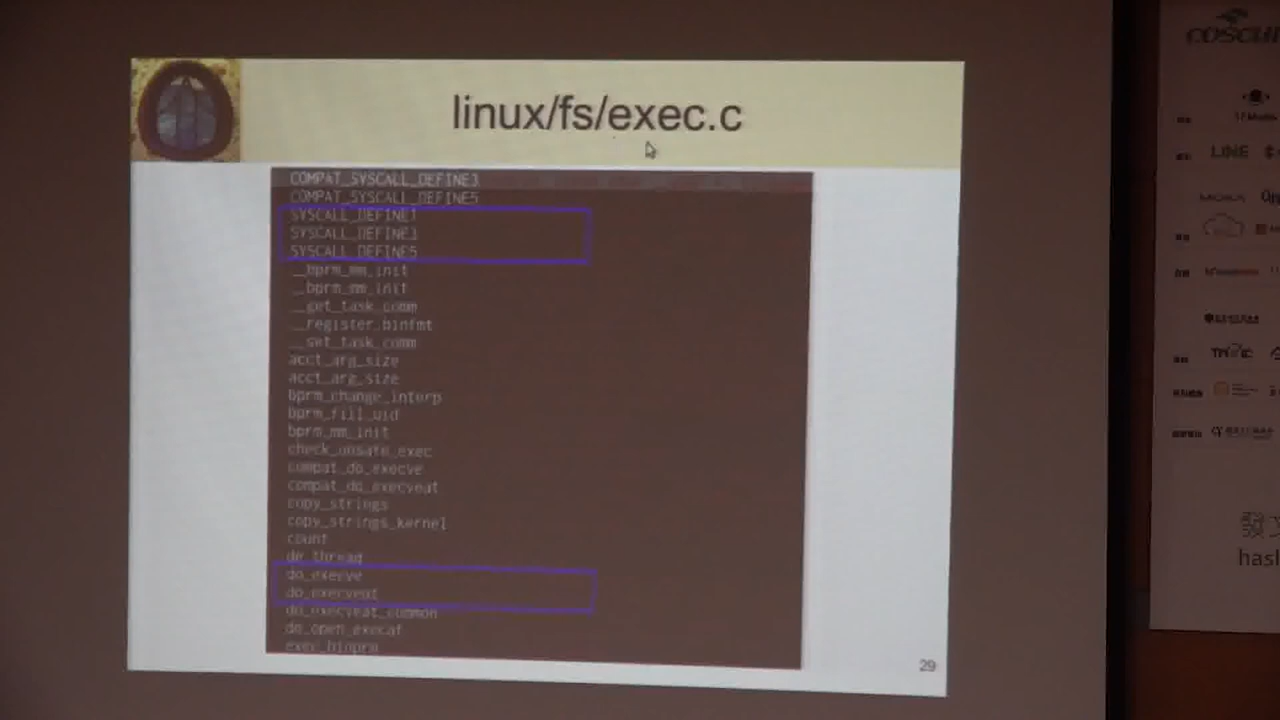 linux/fs/exec.c
COMPAT_SYSCALL_DEFINE3
COMPAT_SYSCALL_DEFINE5
SYSCALL_DEFINE1
SYSCALL_DEFINE3
SYSCALL_DEFINE5
__bprm_mm_init
__bprm_mm_init
__get_task_comm
__register_binfmt
__set_task_comm
acct_arg_size
acct_arg_size
bprm_change_interp
bprm_fill_uid
bprm_mm_init
check_unsafe_exec
compat_do_execve
compat_do_execveat
copy_strings
copy_strings_kernel
count
de_thread
do_execve
do_execveat
do_execveat_common
do_open_execat
exec_binprm
29
LINE